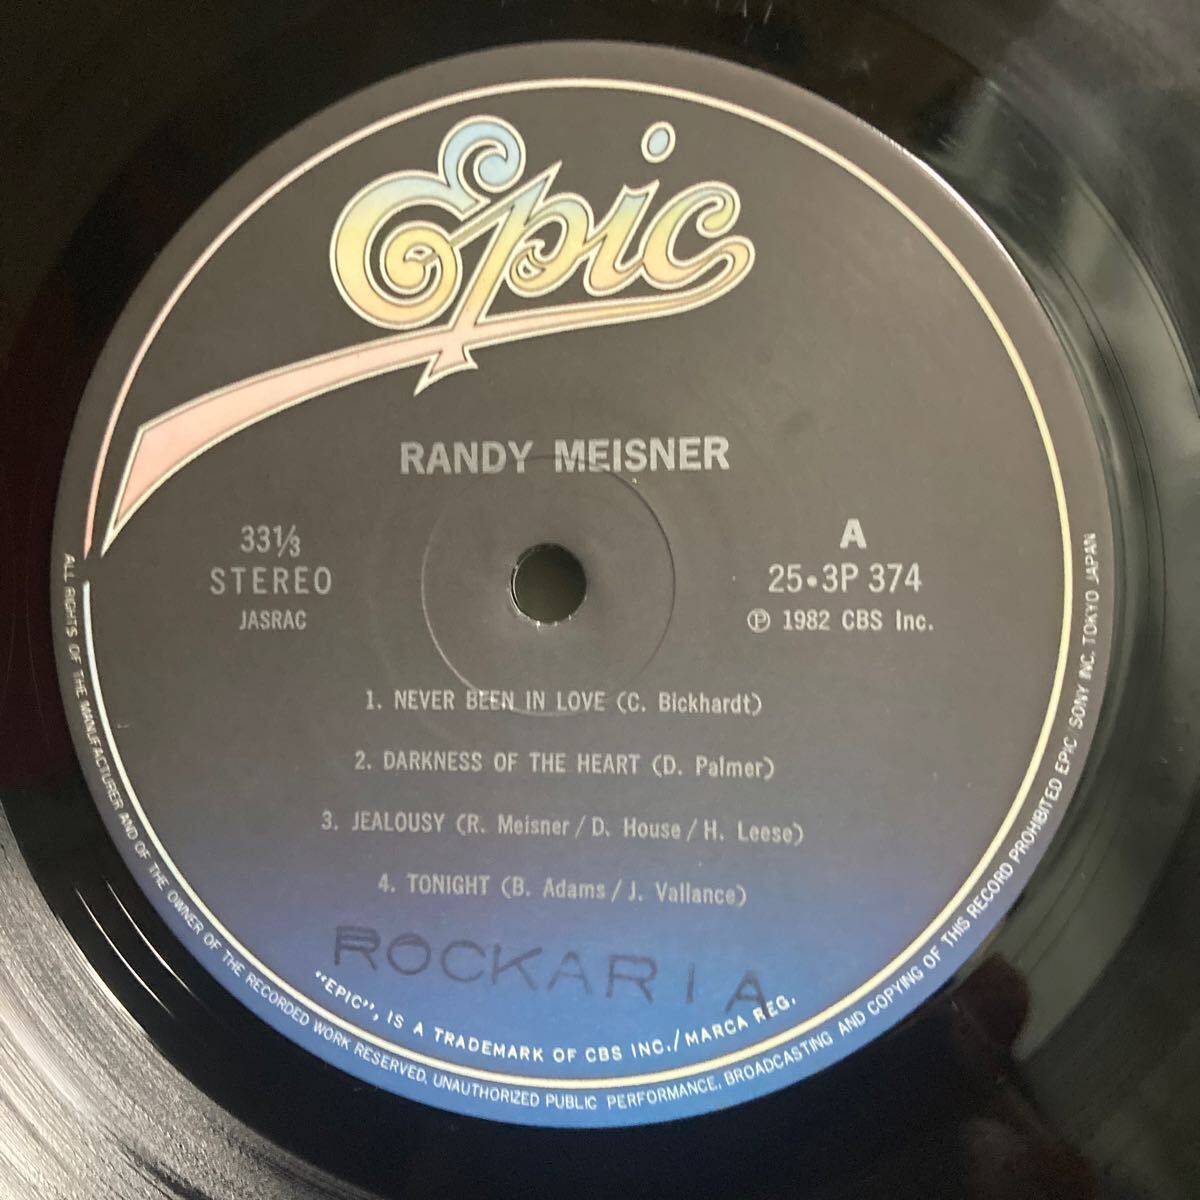 Epic
RANDY MEISNER
33⅓
STEREO
JASRAC
A
25・3P 374
Ⓟ 1982 CBS Inc.
1. NEVER BEEN IN LOVE (C. Bickhardt)
2. DARKNESS OF THE HEART (D. Palmer)
3. JEALOUSY (R. Meisner / D. House / H. Leese)
4. TONIGHT (B. Adams / J. Vallance)
ROCKARIA
"EPIC", IS A TRADEMARK OF CBS INC./MARCA REG.
ALL RIGHTS OF THE MANUFACTURER AND OF THE OWNER OF THE RECORDED WORK RESERVED. UNAUTHORIZED PUBLIC PERFORMANCE, BROADCASTING AND COPYING OF THIS RECORD PROHIBITED EPIC/SONY INC. TOKYO JAPAN